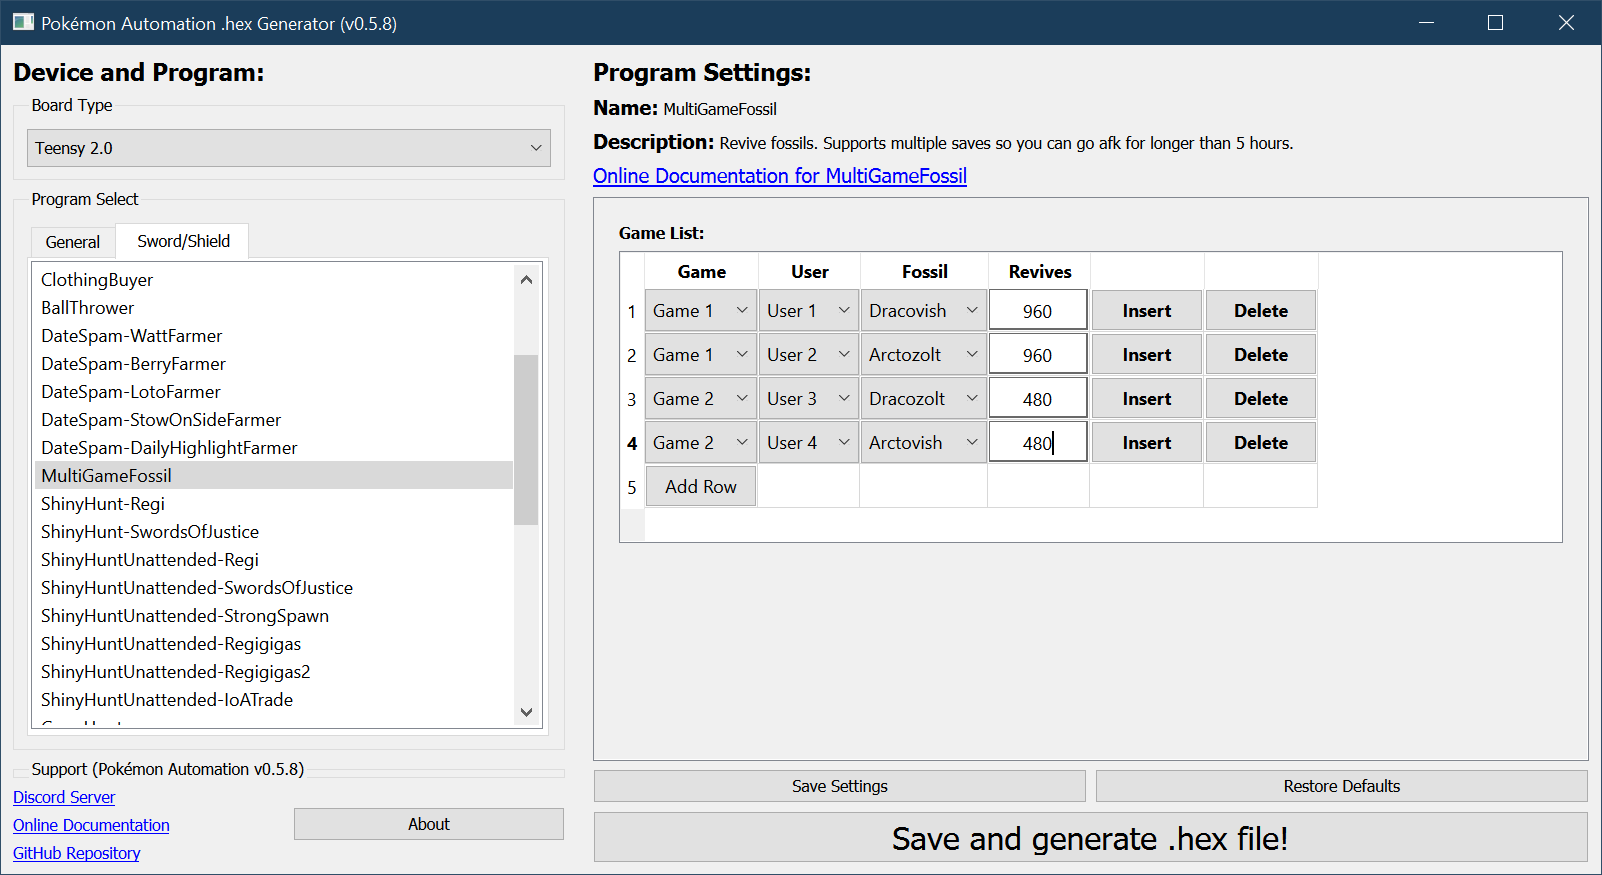 Pokémon Automation .hex Generator (v0.5.8)
Device and Program:
Board Type
Teensy 2.0
Program Select
General Sword/Shield
ClothingBuyer
BallThrower
DateSpam-WattFarmer
DateSpam-BerryFarmer
DateSpam-LotoFarmer
DateSpam-StowOnSideFarmer
DateSpam-DailyHighlightFarmer
MultiGameFossil
ShinyHunt-Regi
ShinyHunt-SwordsOfJustice
ShinyHuntUnattended-Regi
ShinyHuntUnattended-SwordsOfJustice
ShinyHuntUnattended-StrongSpawn
ShinyHuntUnattended-Regigigas
ShinyHuntUnattended-Regigigas2
ShinyHuntUnattended-IoATrade
Support (Pokémon Automation v0.5.8)
Discord Server
Online Documentation
GitHub Repository
About
Program Settings:
Name: MultiGameFossil
Description: Revive fossils. Supports multiple saves so you can go afk for longer than 5 hours.
Online Documentation for MultiGameFossil
Game List:
Game User Fossil Revives
1 Game 1 User 1 Dracovish 960 Insert Delete
2 Game 1 User 2 Arctozolt 960 Insert Delete
3 Game 2 User 3 Dracozolt 480 Insert Delete
4 Game 2 User 4 Arctovish 480 Insert Delete
5 Add Row
Save Settings Restore Defaults
Save and generate .hex file!